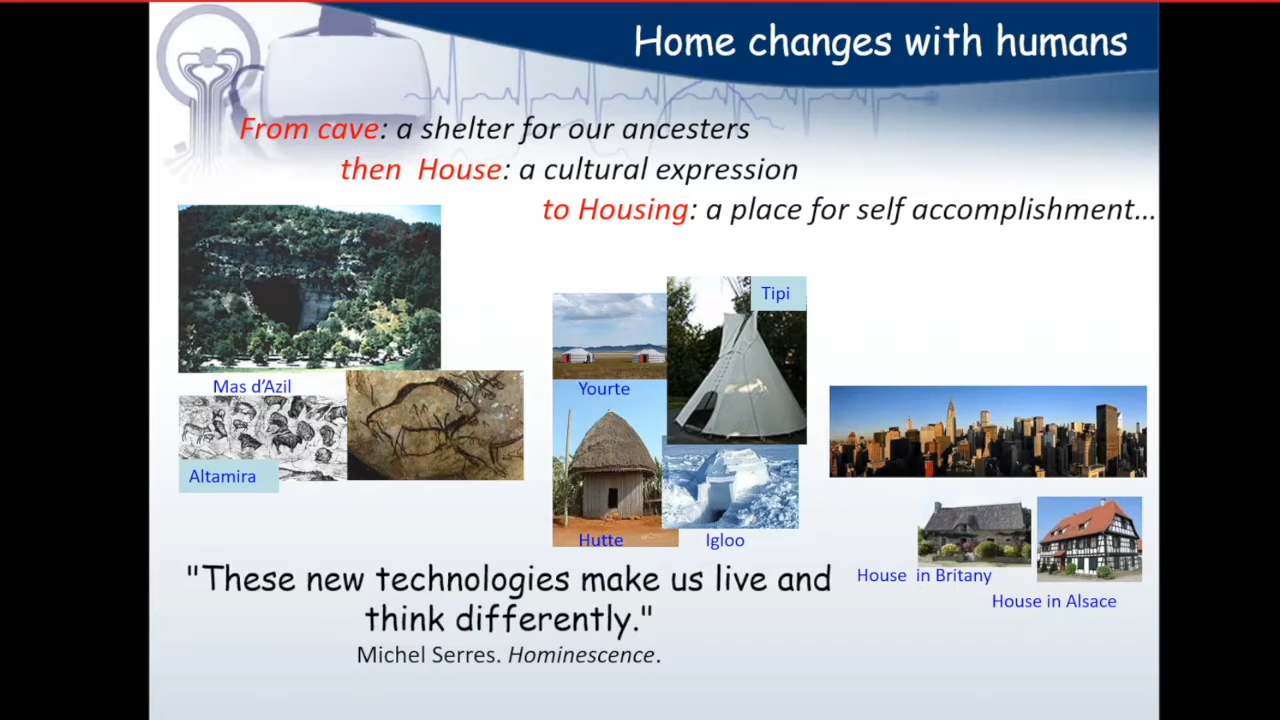 Home changes with humans
From cave: a shelter for our ancesters
then House: a cultural expression
to Housing: a place for self accomplishment...
Tipi
Mas d'Azil
Yourte
Altamira
Hutte
Igloo
House in Britany
House in Alsace
"These new technologies make us live and
think differently."
Michel Serres. Hominescence.